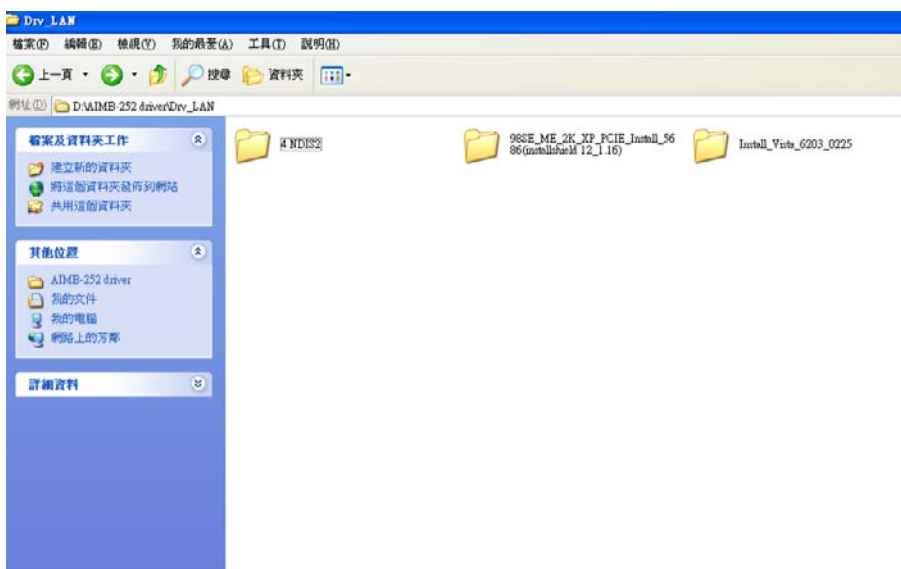 Drv_LAN
檔案(F) 編輯(E) 檢視(V) 我的最愛(A) 工具(T) 說明(H)
上一頁 搜尋 資料夾
網址(D) D:\AIMB-252 driver\Drv_LAN
檔案及資料夾工作
建立新的資料夾
將這個資料夾發佈到網站
共用這個資料夾
其他位置
AIMB-252 driver
我的文件
我的電腦
網路上的芳鄰
詳細資料
4 NDIS2
98SE_ME_2K_XP_PCIE_Install_56
86(installshield 12_1.16)
Install_Vista_6203_0225